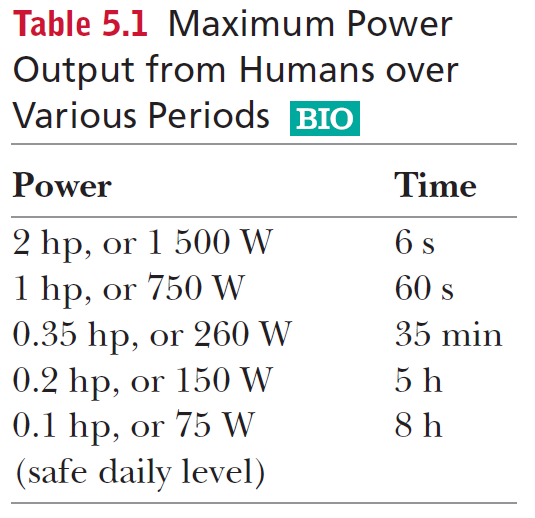 Table 5.1 Maximum Power
Output from Humans over
Various Periods BIO
Power Time
2 hp, or 1 500 W 6 s
1 hp, or 750 W 60 s
0.35 hp, or 260 W 35 min
0.2 hp, or 150 W 5 h
0.1 hp, or 75 W 8 h
(safe daily level)